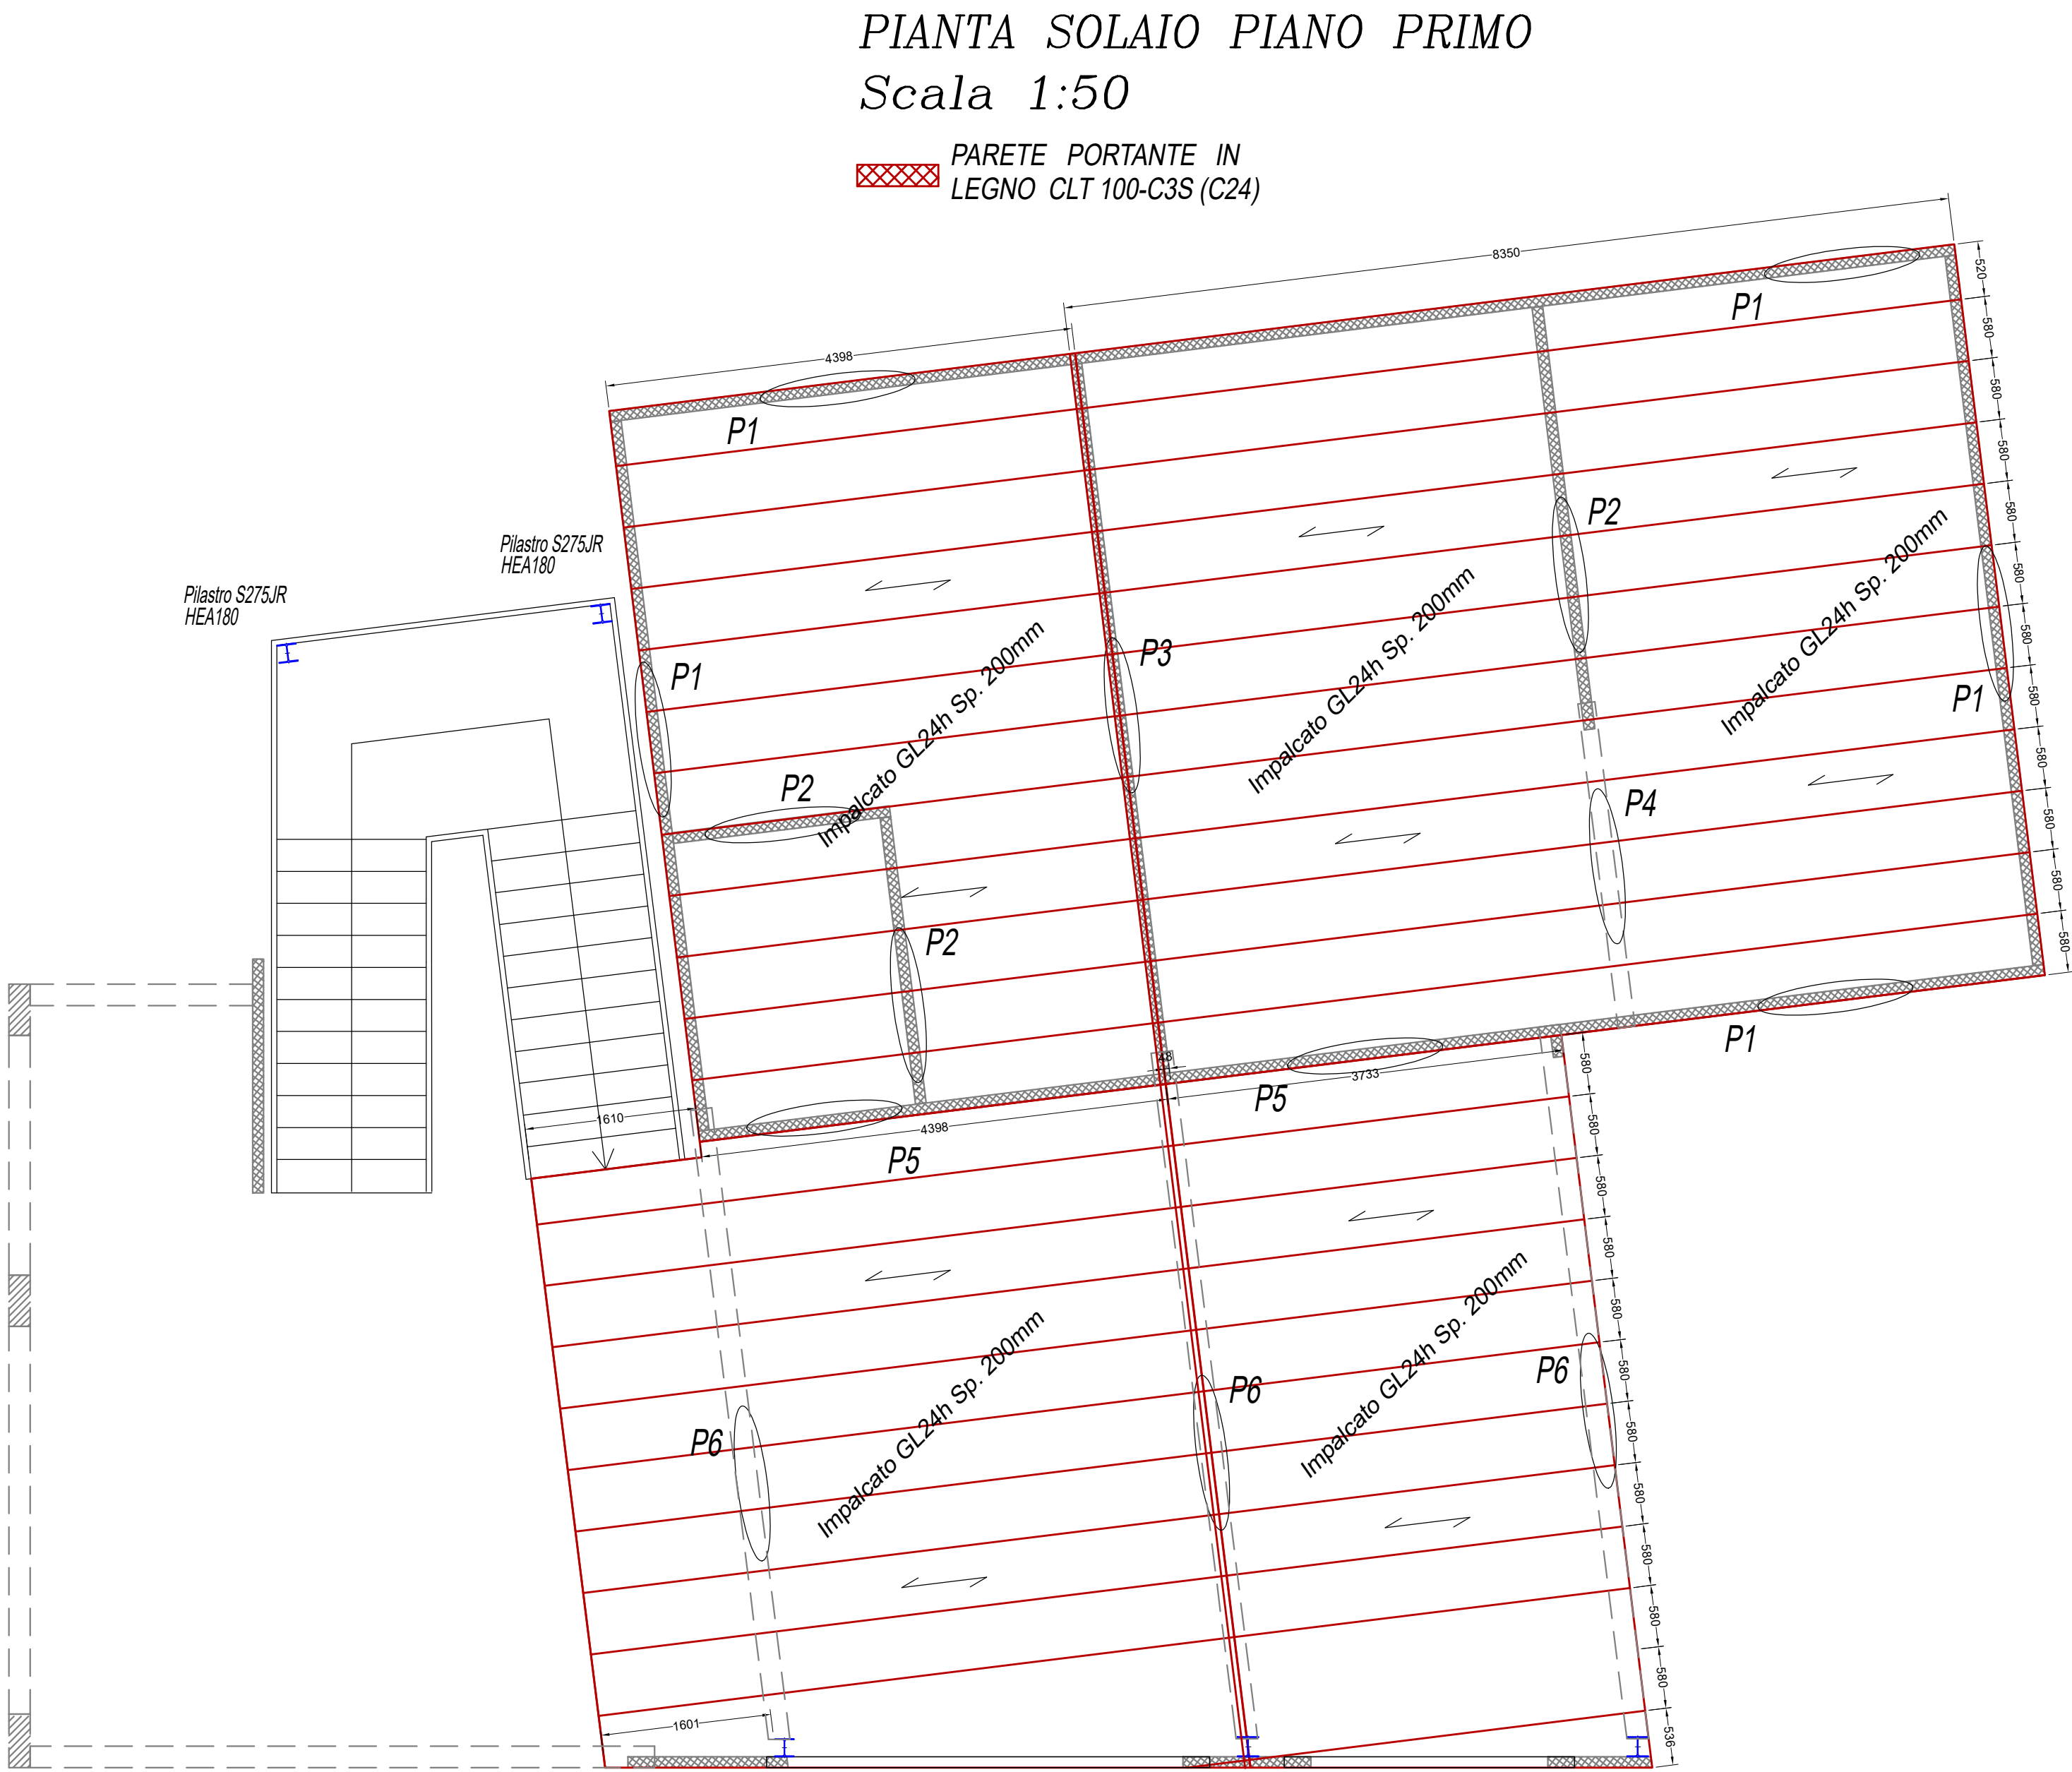 PIANTA SOLAIO PIANO PRIMO
Scala 1:50
PARETE PORTANTE IN
LEGNO CLT 100-C3S (C24)
8350
4398
520
580
580
580
580
580
580
580
580
580
580
580
P1
P1
Pilastro S275JR
HEA180
Pilastro S275JR
HEA180
P2
P3
P1
P1
Impalcato GL24h Sp. 200mm
Impalcato GL24h Sp. 200mm
Impalcato GL24h Sp. 200mm
P2
P4
P2
P1
48
3733
P5
1610
4398
P5
580
580
580
580
580
580
580
580
580
580
580
536
Impalcato GL24h Sp. 200mm
Impalcato GL24h Sp. 200mm
P6
P6
P6
1601